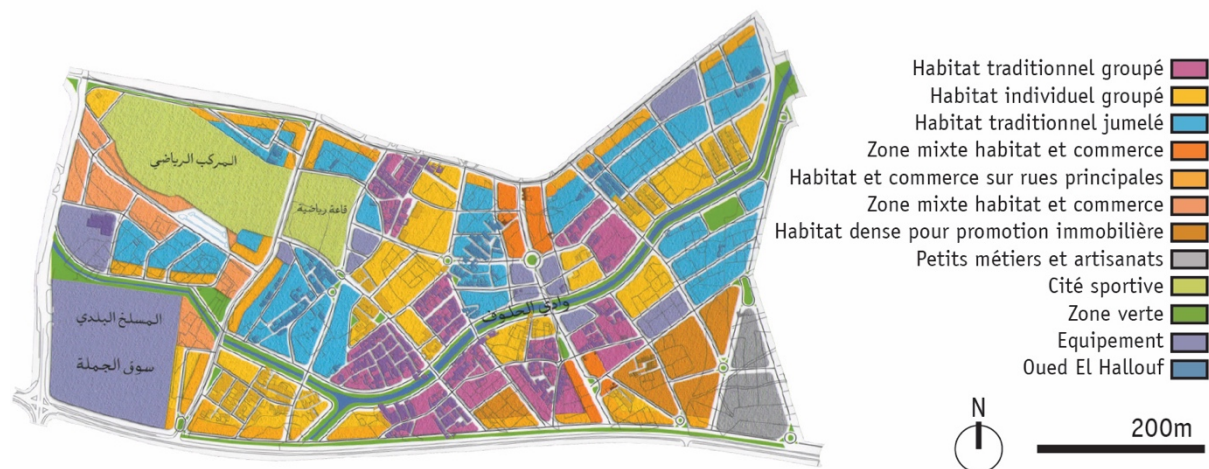 المركب الرياضي
قاعة رياضية
وادي الحلوف
المسلخ البلدي
سوق الجملة
Habitat traditionnel groupé
Habitat individuel groupé
Habitat traditionnel jumelé
Zone mixte habitat et commerce
Habitat et commerce sur rues principales
Zone mixte habitat et commerce
Habitat dense pour promotion immobilière
Petits métiers et artisanats
Cité sportive
Zone verte
Equipement
Oued El Hallouf
N
200m